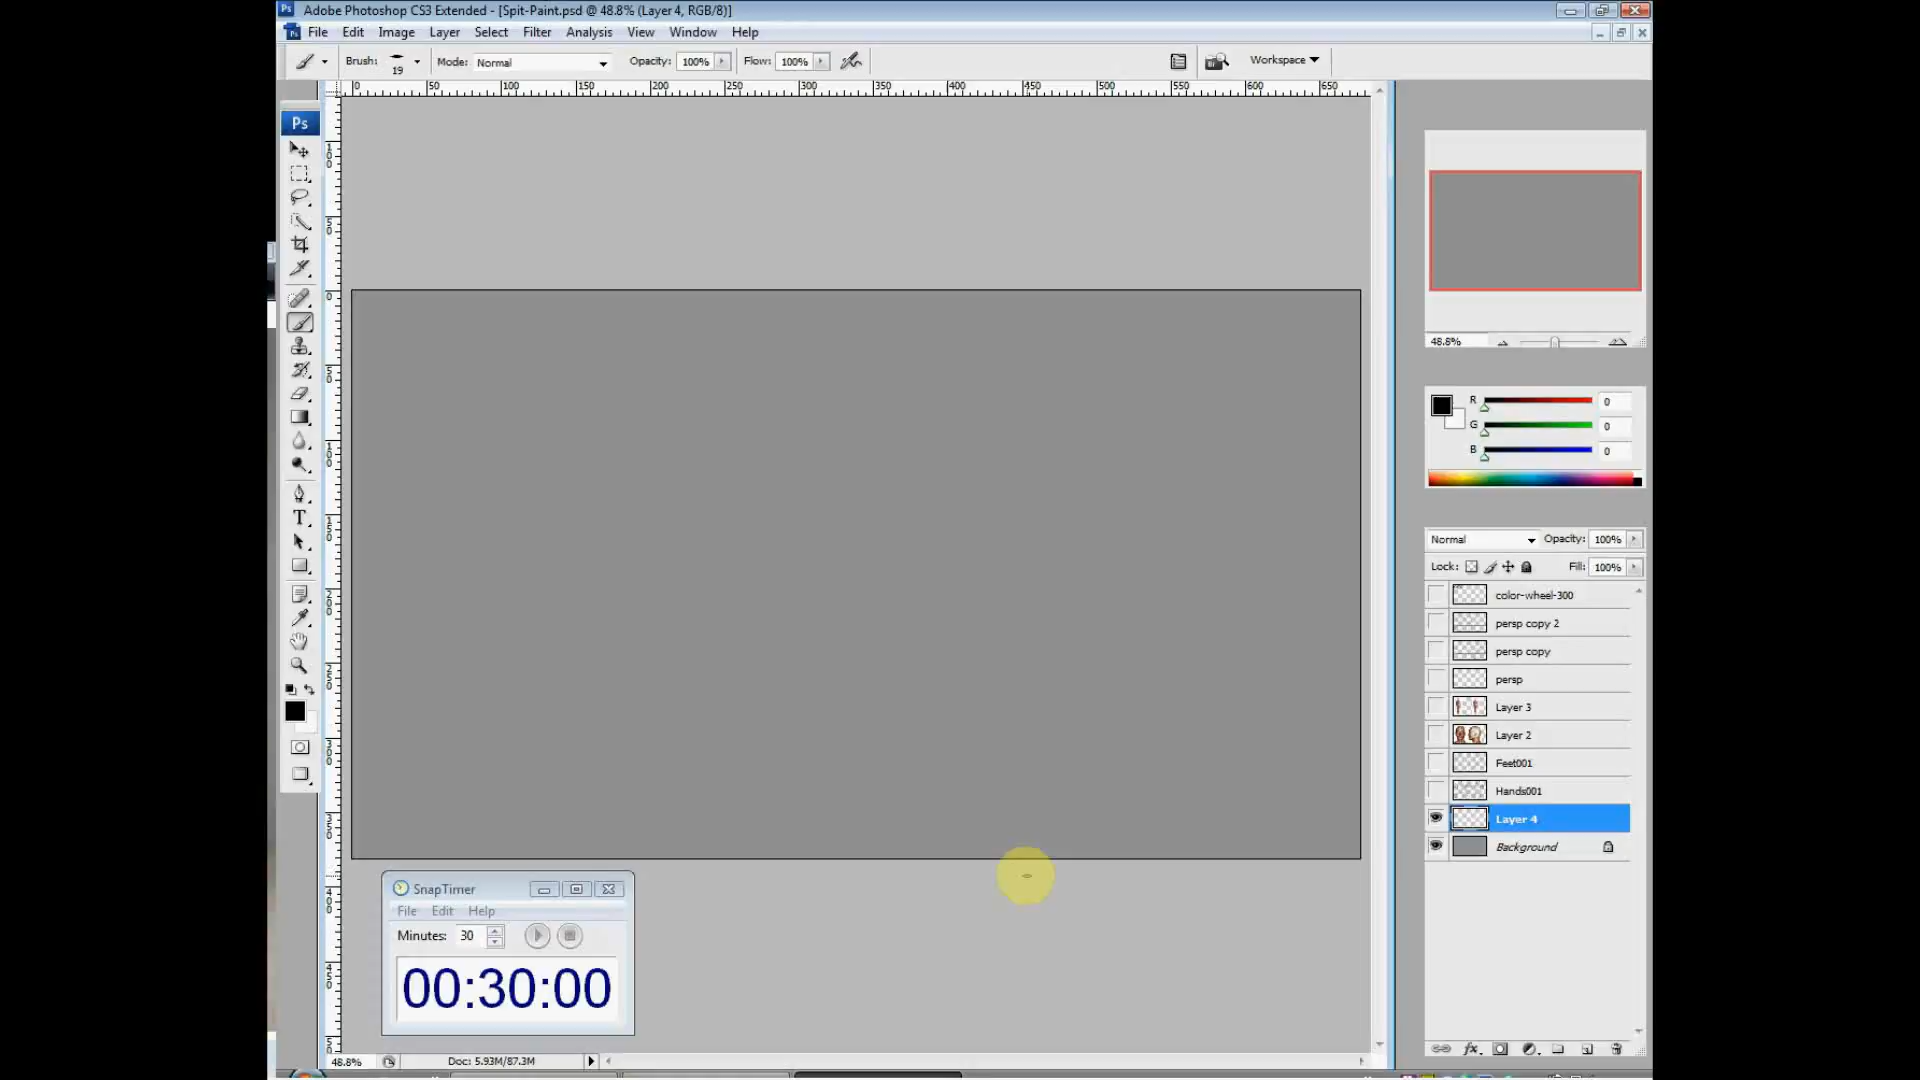 Ps Adobe Photoshop CS3 Extended - [Spit-Paint.psd @ 48.8% (Layer 4, RGB/8)]
File Edit Image Layer Select Filter Analysis View Window Help
Brush: 19 Mode: Normal Opacity: 100% Flow: 100% Workspace
0 50 100 150 200 250 300 350 400 450 500 550 600 650
Ps
48.8%
R 0
G 0
B 0
Normal Opacity: 100%
Lock: Fill: 100%
color-wheel-300
persp copy 2
persp copy
persp
Layer 3
Layer 2
Feet001
Hands001
Layer 4
Background
SnapTimer
File Edit Help
Minutes: 30
00:30:00
48.8% Doc: 5.93M/87.3M